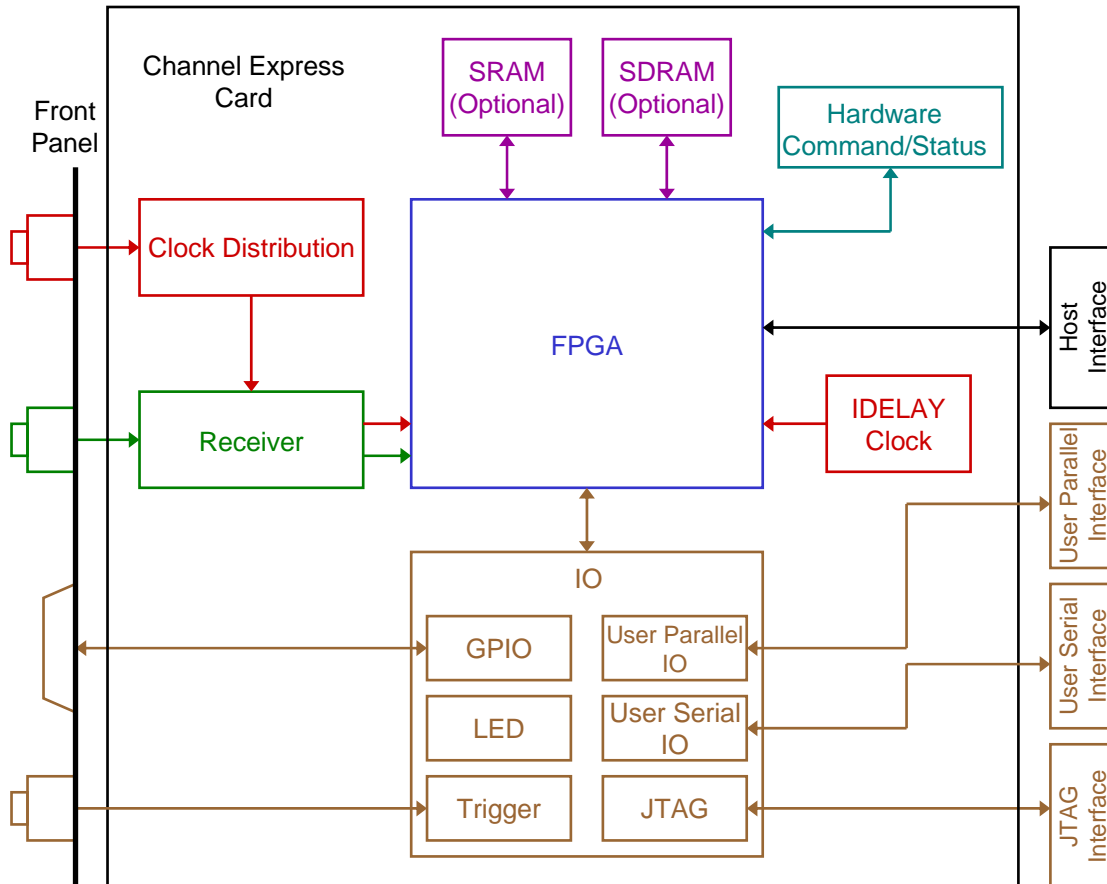 Channel Express
Card
Front
Panel
SRAM
(Optional)
SDRAM
(Optional)
Hardware
Command/Status
Clock Distribution
FPGA
Host
Interface
Receiver
IDELAY
Clock
User Parallel
Interface
IO
GPIO
User Parallel
IO
User Serial
Interface
LED
User Serial
IO
Trigger
JTAG
JTAG
Interface